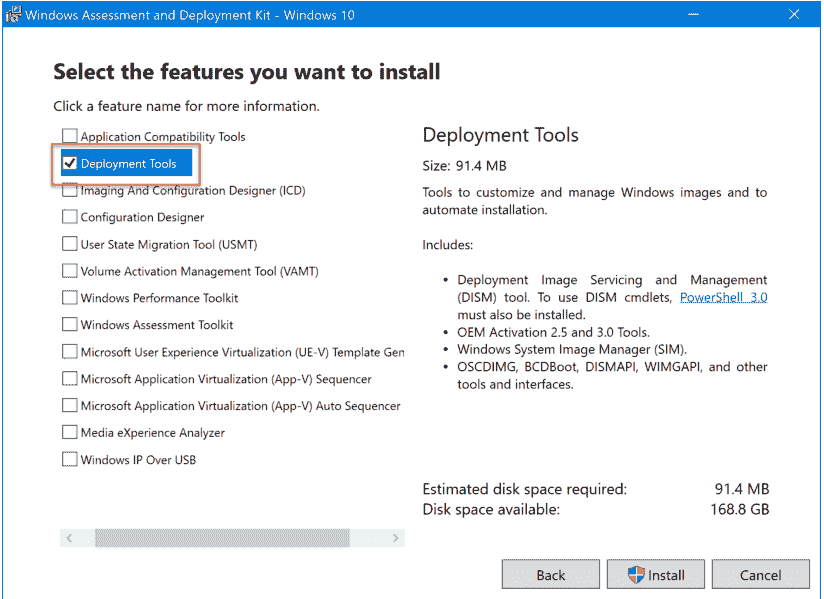 Windows Assessment and Deployment Kit - Windows 10
Select the features you want to install
Click a feature name for more information.
Application Compatibility Tools
Deployment Tools
Imaging And Configuration Designer (ICD)
Configuration Designer
User State Migration Tool (USMT)
Volume Activation Management Tool (VAMT)
Windows Performance Toolkit
Windows Assessment Toolkit
Microsoft User Experience Virtualization (UE-V) Template Gen
Microsoft Application Virtualization (App-V) Sequencer
Microsoft Application Virtualization (App-V) Auto Sequencer
Media eXperience Analyzer
Windows IP Over USB
Deployment Tools
Size: 91.4 MB
Tools to customize and manage Windows images and to
automate installation.
Includes:
• Deployment Image Servicing and Management
(DISM) tool. To use DISM cmdlets, PowerShell 3.0
must also be installed.
• OEM Activation 2.5 and 3.0 Tools.
• Windows System Image Manager (SIM).
• OSCDIMG, BCDBoot, DISMAPI, WIMGAPI, and other
tools and interfaces.
Estimated disk space required: 91.4 MB
Disk space available: 168.8 GB
Back Install Cancel